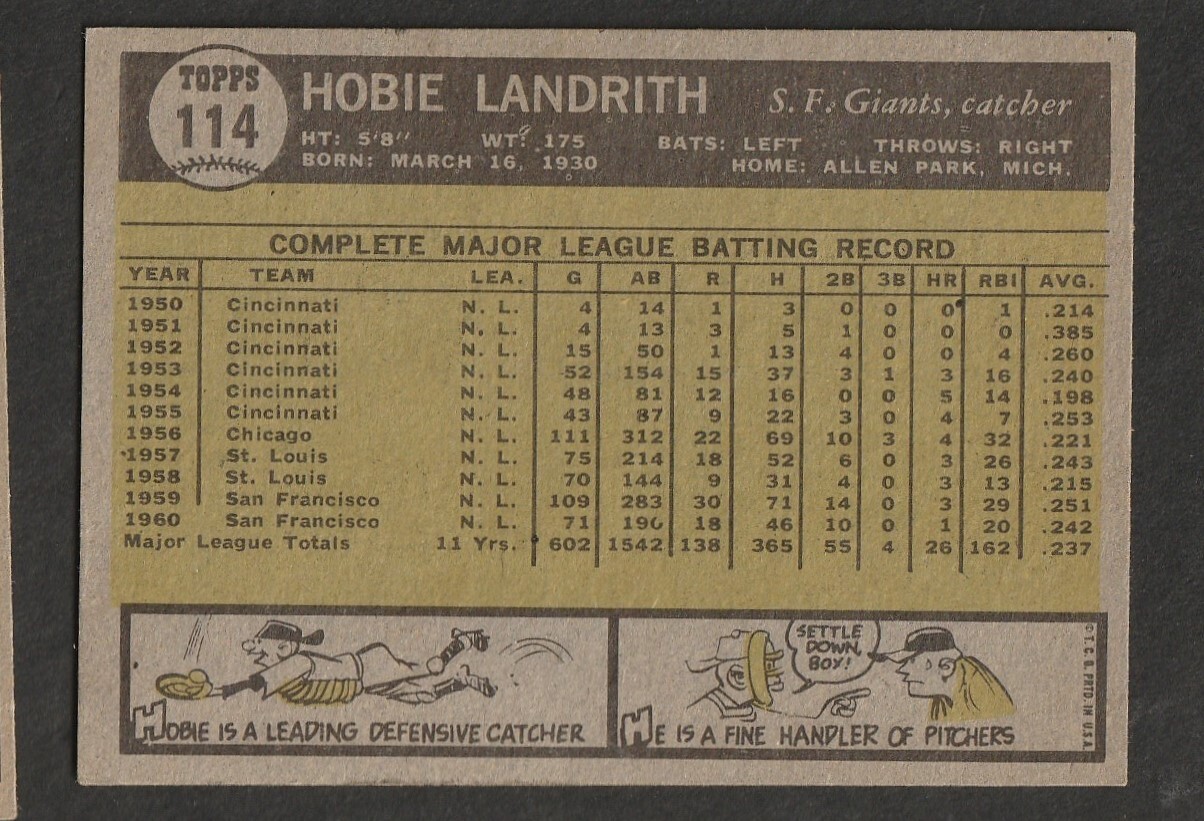 TOPPS
114
HOBIE LANDRITH S. F. Giants, catcher
HT: 5'8" WT: 175 BATS: LEFT THROWS: RIGHT
BORN: MARCH 16, 1930 HOME: ALLEN PARK, MICH.
COMPLETE MAJOR LEAGUE BATTING RECORD
YEAR TEAM LEA. G AB R H 2B 3B HR RBI AVG.
1950 Cincinnati N. L. 4 14 1 3 0 0 0 1 .214
1951 Cincinnati N. L. 4 13 3 5 1 0 0 0 .385
1952 Cincinnati N. L. 15 50 1 13 4 0 0 4 .260
1953 Cincinnati N. L. 52 154 15 37 3 1 3 16 .240
1954 Cincinnati N. L. 48 81 12 16 0 0 5 14 .198
1955 Cincinnati N. L. 43 87 9 22 3 0 4 7 .253
1956 Chicago N. L. 111 312 22 69 10 3 4 32 .221
1957 St. Louis N. L. 75 214 18 52 6 0 3 26 .243
1958 St. Louis N. L. 70 144 9 31 4 0 3 13 .215
1959 San Francisco N. L. 109 283 30 71 14 0 3 29 .251
1960 San Francisco N. L. 71 190 18 46 10 0 1 20 .242
Major League Totals 11 Yrs. 602 1542 138 365 55 4 26 162 .237
HOBIE IS A LEADING DEFENSIVE CATCHER
SETTLE
DOWN,
BOY!
HE IS A FINE HANDLER OF PITCHERS
© T. C. G. PRTD. IN U.S.A.